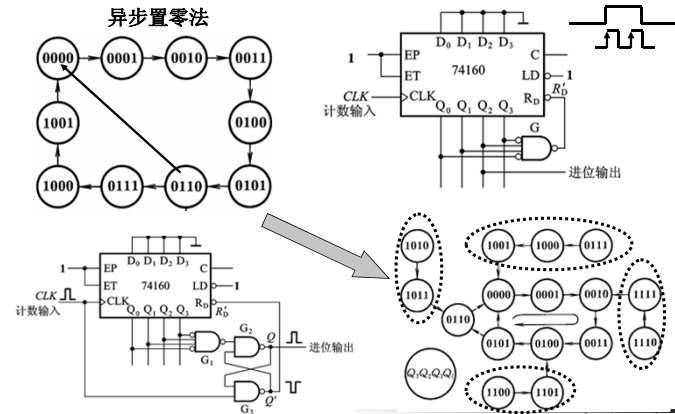 异步置零法
0000 0001 0010 0011
1001 0100
1000 0111 0110 0101
D0 D1 D2 D3
1 EP C
ET 74160 LD 1
CLK CLK RD R'D
计数输入 Q0 Q1 Q2 Q3
G
进位输出
D0 D1 D2 D3
1 EP C
ET 74160 LD 1
CLK CLK RD R'D
计数输入 Q0 Q1 Q2 Q3
G1 G2 Q 进位输出
G3 Q'
1010 1001 1000 0111
1011 0000 0001 0010 1111
0110
0101 0100 0011 1110
Q3Q2Q1Q0
1100 1101